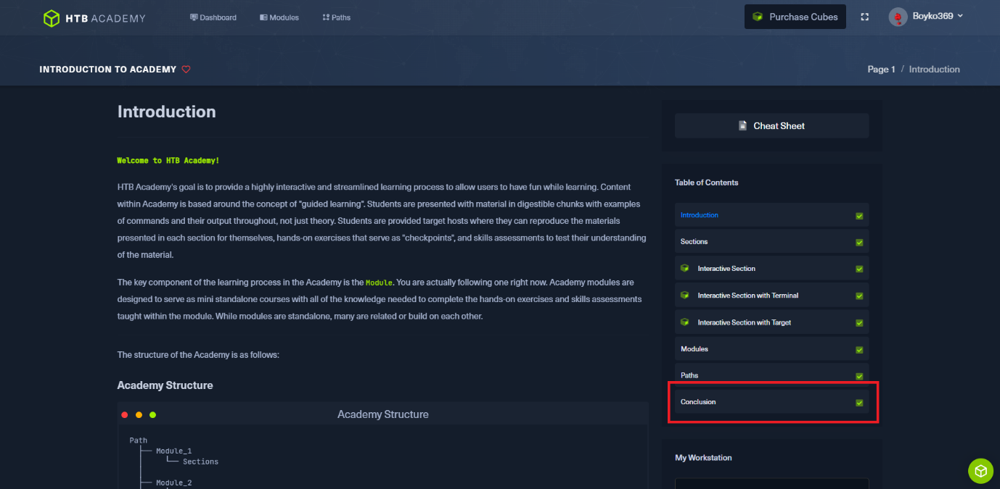 HTB ACADEMY
Dashboard
Modules
Paths
Purchase Cubes
Boyko369
INTRODUCTION TO ACADEMY
Page 1 / Introduction
Introduction
Welcome to HTB Academy!
HTB Academy's goal is to provide a highly interactive and streamlined learning process to allow users to have fun while learning. Content
within Academy is based around the concept of "guided learning". Students are presented with material in digestible chunks with examples
of commands and their output throughout, not just theory. Students are provided target hosts where they can reproduce the materials
presented in each section for themselves, hands-on exercises that serve as "checkpoints", and skills assessments to test their understanding
of the material.
The key component of the learning process in the Academy is the Module. You are actually following one right now. Academy modules are
designed to serve as mini standalone courses with all of the knowledge needed to complete the hands-on exercises and skills assessments
taught within the module. While modules are standalone, many are related or build on each other.
The structure of the Academy is as follows:
Academy Structure
Academy Structure
Path
Module_1
Sections
Module_2
Cheat Sheet
Table of Contents
Introduction
Sections
Interactive Section
Interactive Section with Terminal
Interactive Section with Target
Modules
Paths
Conclusion
My Workstation